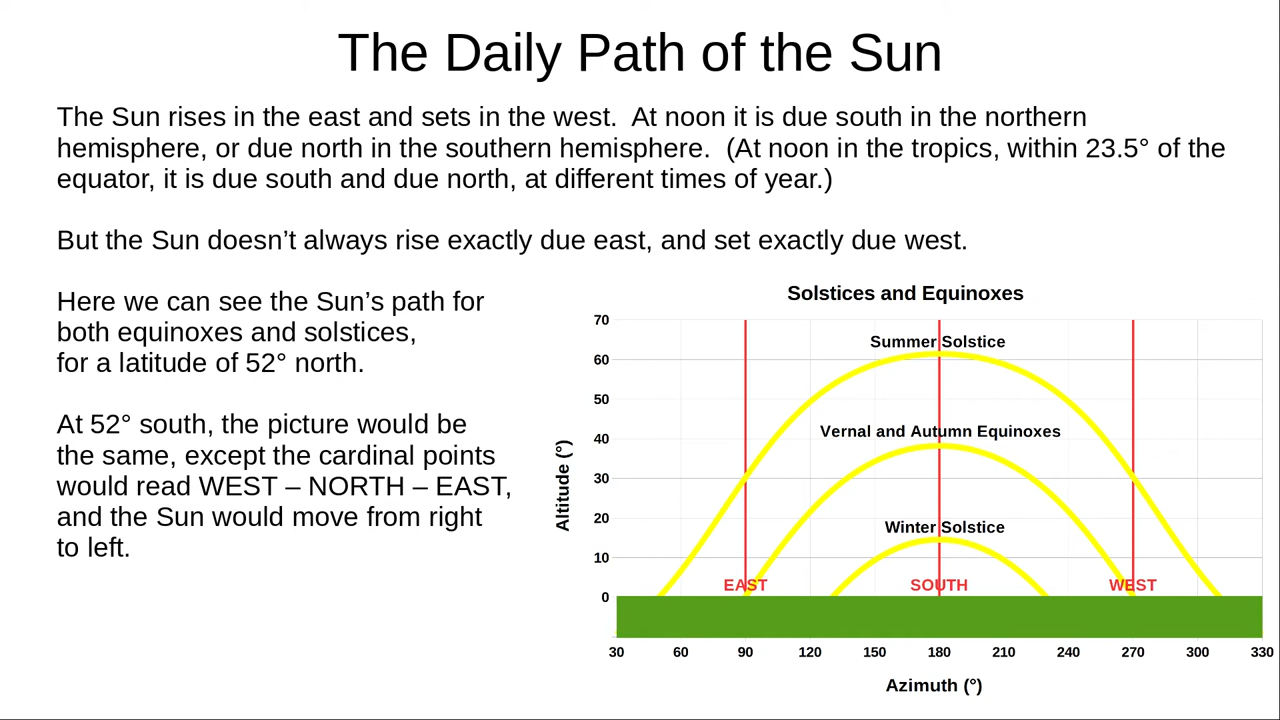 The Daily Path of the Sun
The Sun rises in the east and sets in the west.  At noon it is due south in the northern
hemisphere, or due north in the southern hemisphere.  (At noon in the tropics, within 23.5° of the
equator, it is due south and due north, at different times of year.)
But the Sun doesn’t always rise exactly due east, and set exactly due west.
Here we can see the Sun’s path for
both equinoxes and solstices,
for a latitude of 52° north.
At 52° south, the picture would be
the same, except the cardinal points
would read WEST – NORTH – EAST,
and the Sun would move from right
to left.
Solstices and Equinoxes
Altitude (°)
70
60
50
40
30
20
10
0
Summer Solstice
Vernal and Autumn Equinoxes
Winter Solstice
EAST SOUTH WEST
30 60 90 120 150 180 210 240 270 300 330
Azimuth (°)